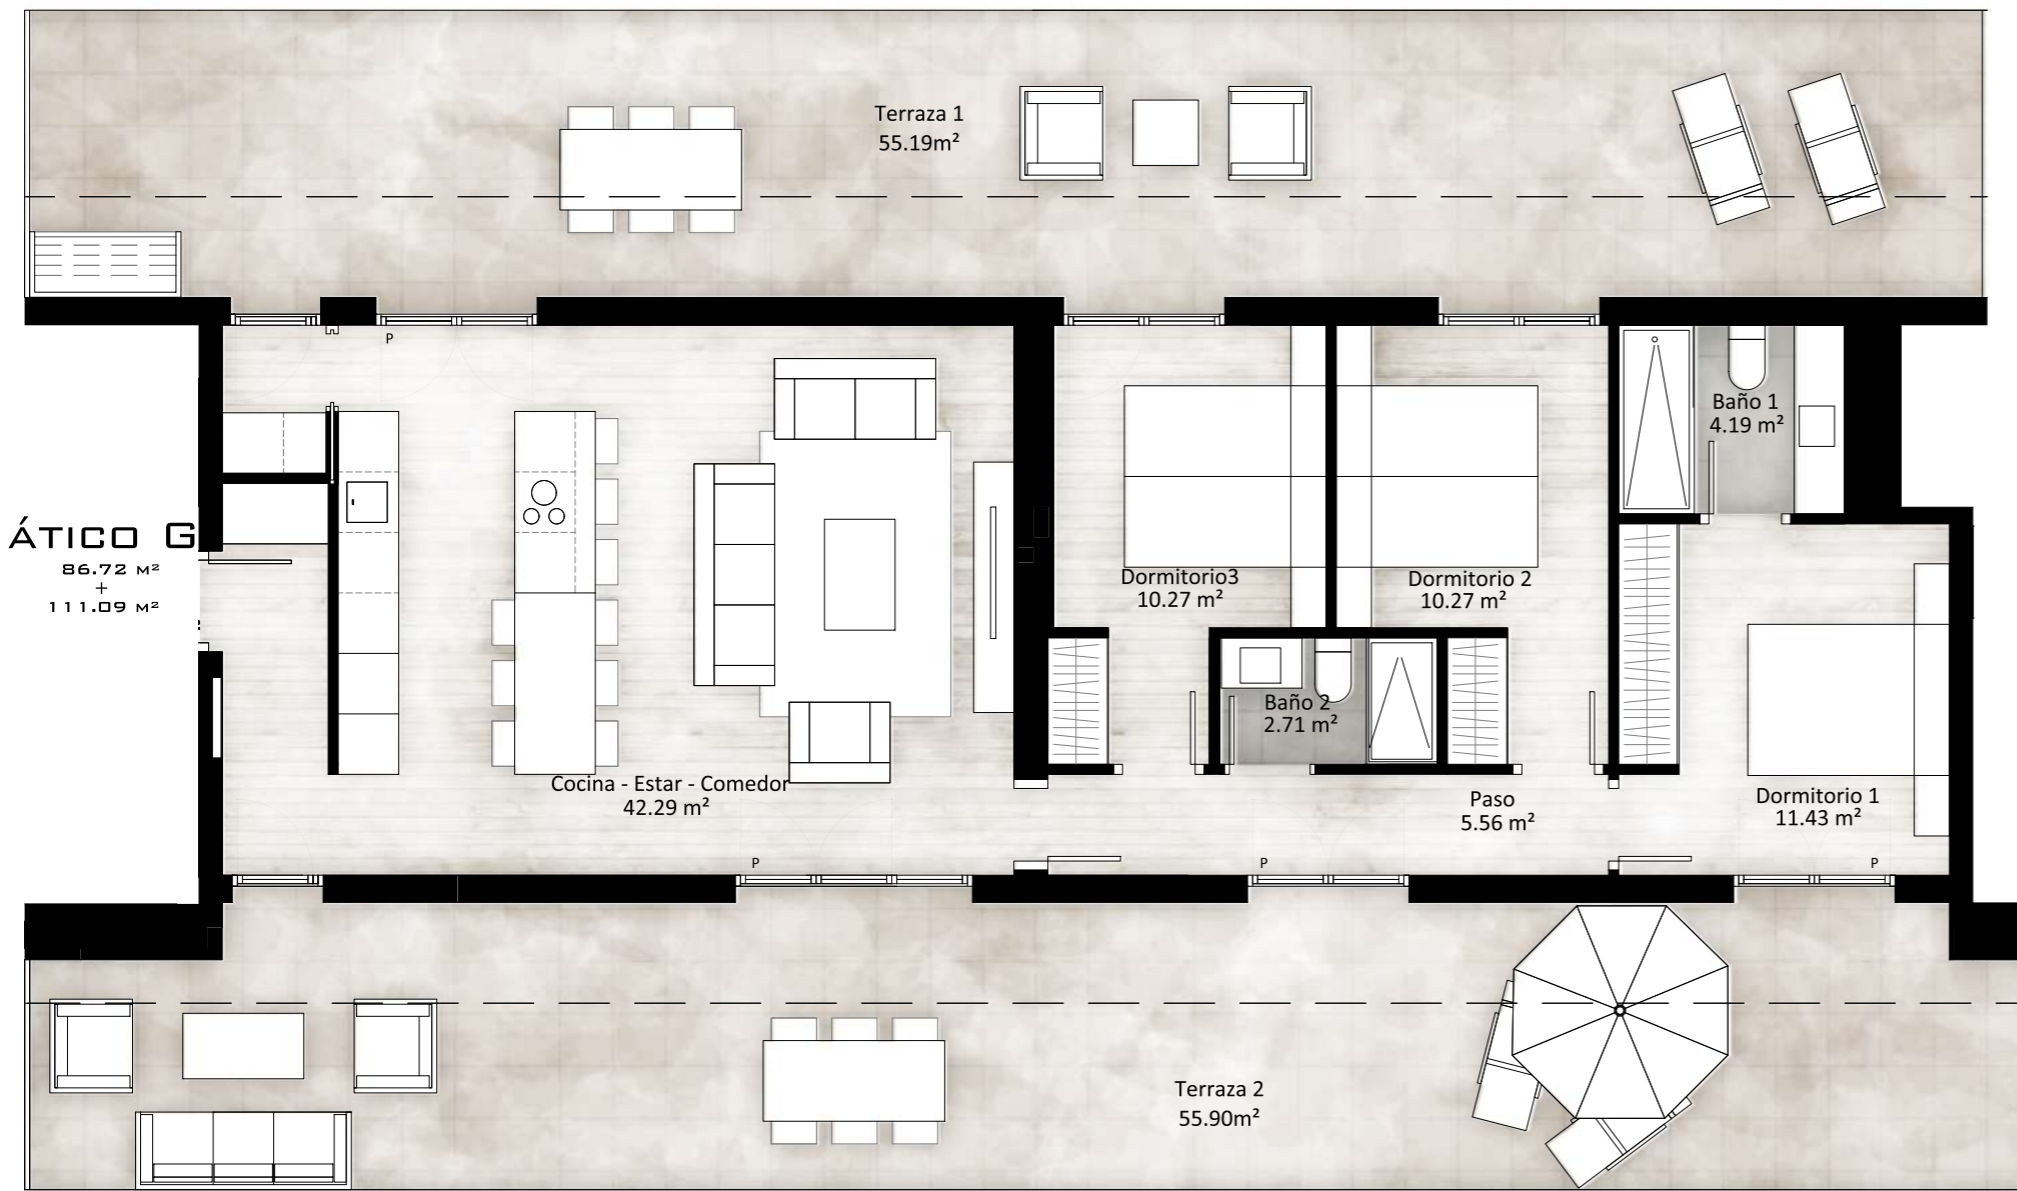 Terraza 1
55.19m²
P
Baño 1
4.19 m²
ÁTICO G
86.72 M²
+
111.09 M²
Dormitorio3
10.27 m²
Dormitorio 2
10.27 m²
Baño 2
2.71 m²
Cocina - Estar - Comedor
42.29 m²
Paso
5.56 m²
Dormitorio 1
11.43 m²
P
P
P
Terraza 2
55.90m²